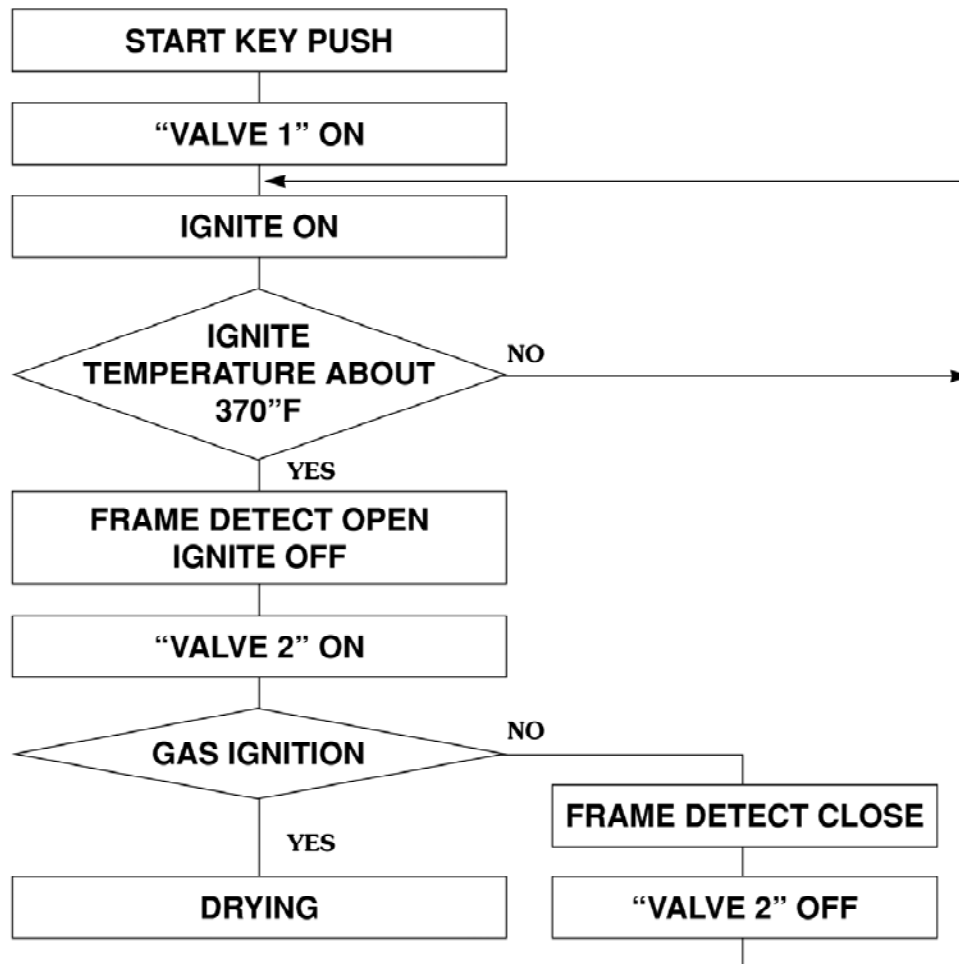 START KEY PUSH
“VALVE 1” ON
IGNITE ON
IGNITE
TEMPERATURE ABOUT
370”F
NO
YES
FRAME DETECT OPEN
IGNITE OFF
“VALVE 2” ON
GAS IGNITION
NO
YES
FRAME DETECT CLOSE
DRYING
“VALVE 2” OFF